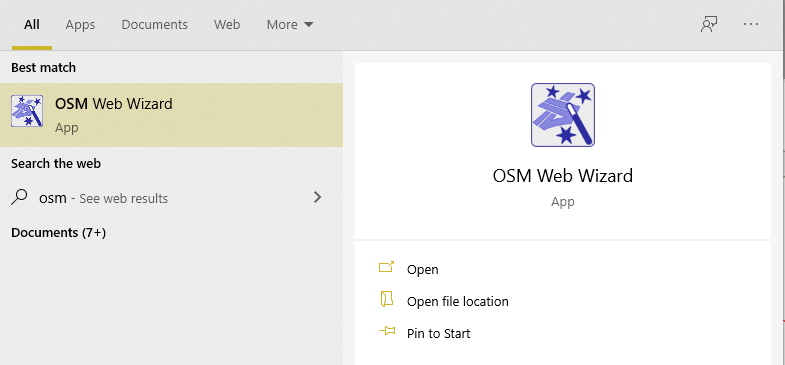 All Apps Documents Web More
Best match
OSM Web Wizard
App
Search the web
osm - See web results
Documents (7+)
OSM Web Wizard
App
Open
Open file location
Pin to Start